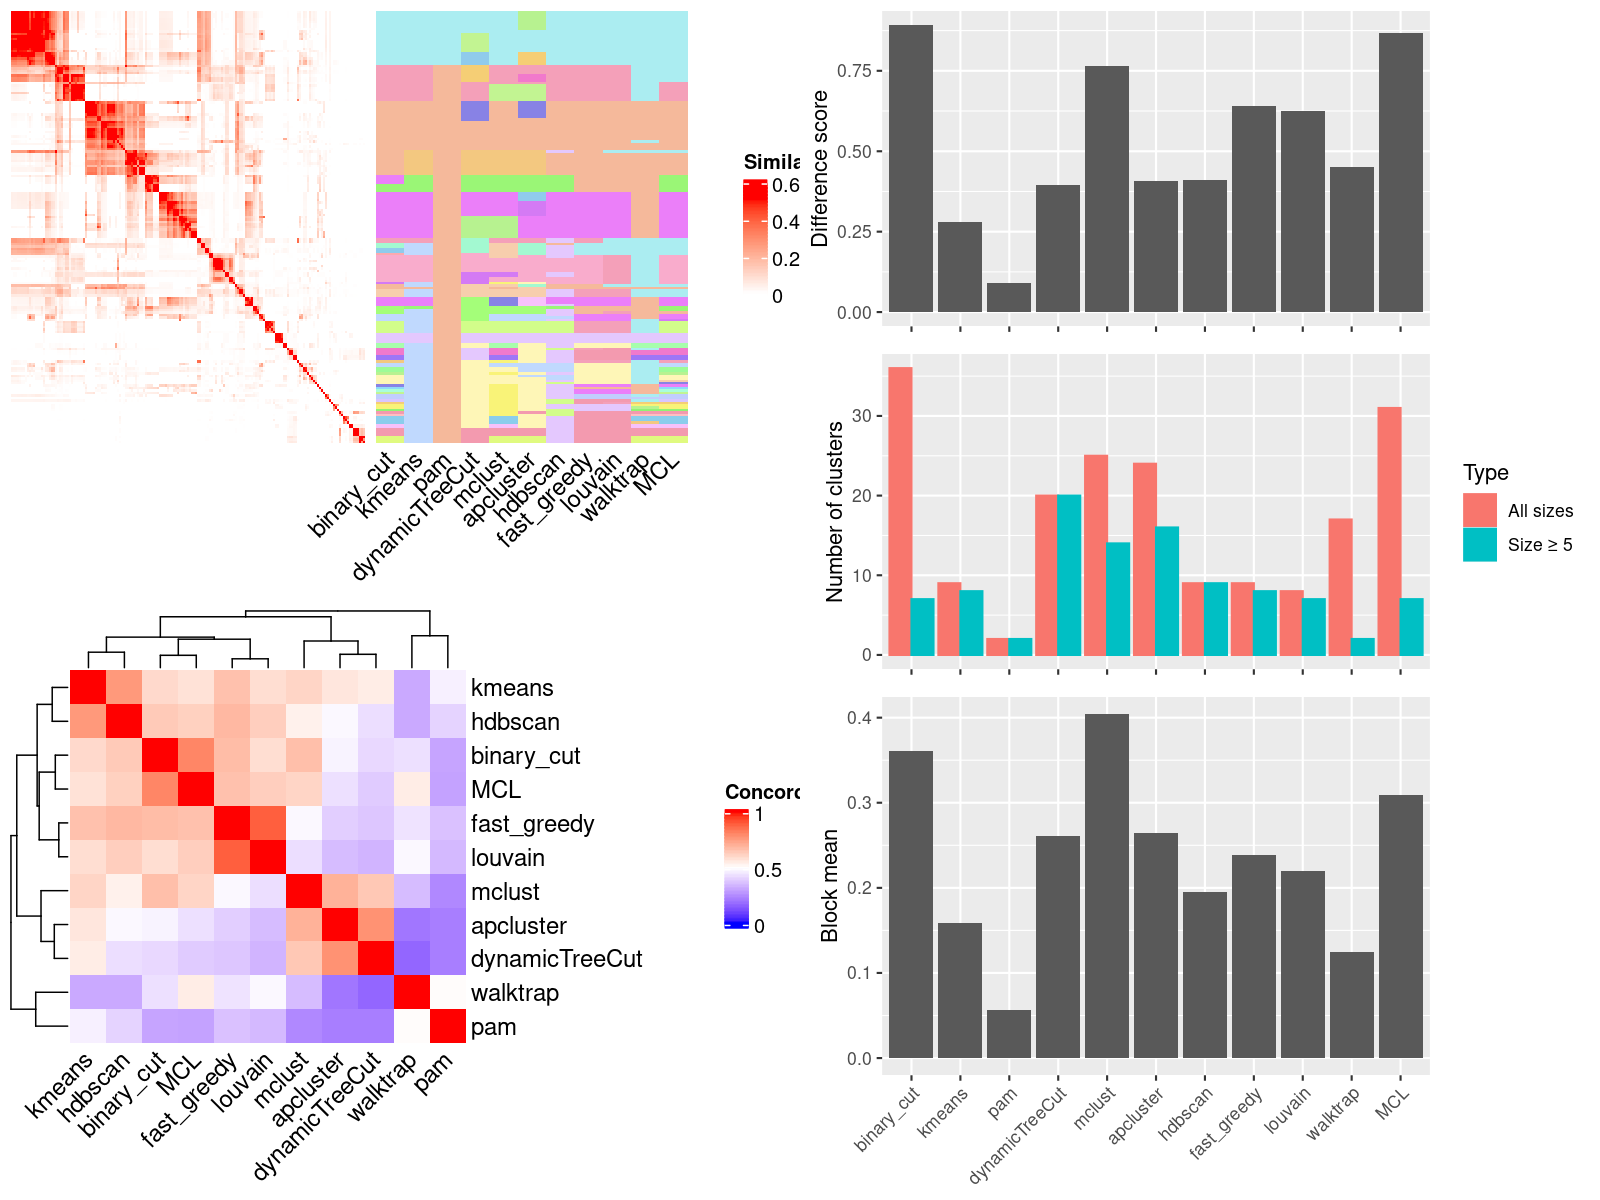 Simila
0.6
0.4
0.2
0
binary_cut
kmeans
pam
dynamicTreeCut
mclust
apcluster
hdbscan
fast_greedy
louvain
walktrap
MCL
Difference score
0.75
0.50
0.25
0.00
Number of clusters
30
20
10
0
Type
All sizes
Size ≥ 5
Concord
1
0.5
0
kmeans
hdbscan
binary_cut
MCL
fast_greedy
louvain
mclust
apcluster
dynamicTreeCut
walktrap
pam
kmeans
hdbscan
binary_cut
MCL
fast_greedy
louvain
mclust
apcluster
dynamicTreeCut
walktrap
pam
Block mean
0.4
0.3
0.2
0.1
0.0
binary_cut
kmeans
pam
dynamicTreeCut
mclust
apcluster
hdbscan
fast_greedy
louvain
walktrap
MCL